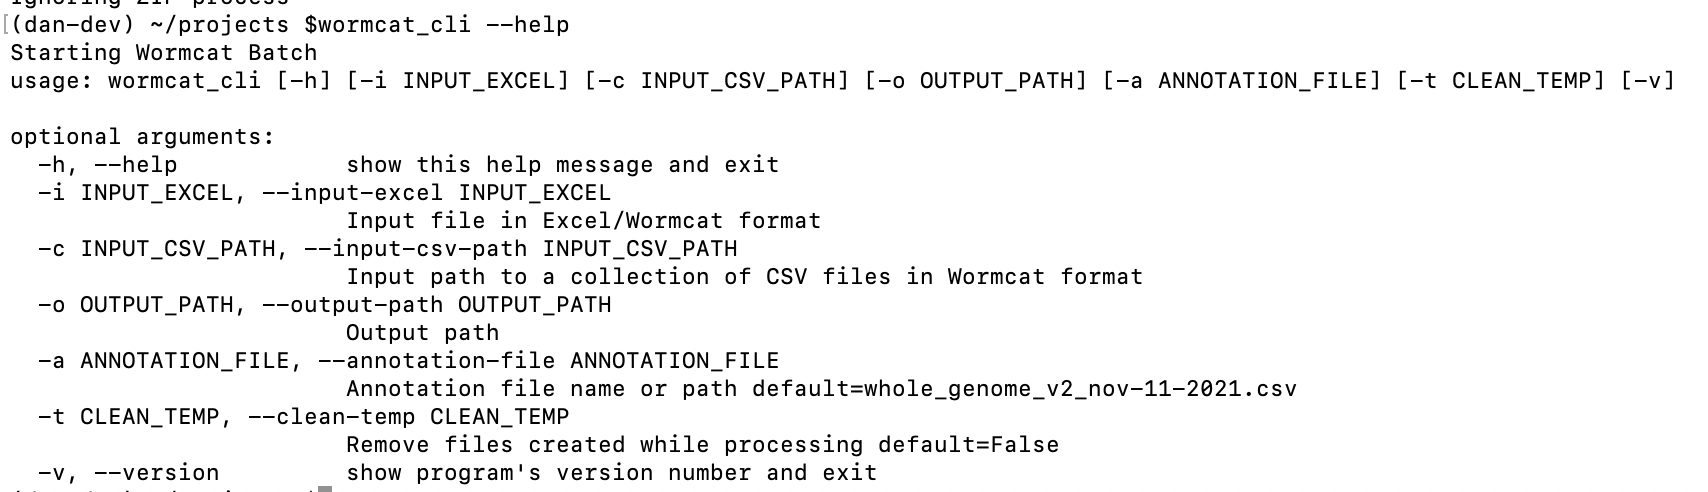 Ignoring ZIP process
(dan-dev) ~/projects $wormcat_cli --help
Starting Wormcat Batch
usage: wormcat_cli [-h] [-i INPUT_EXCEL] [-c INPUT_CSV_PATH] [-o OUTPUT_PATH] [-a ANNOTATION_FILE] [-t CLEAN_TEMP] [-v]
optional arguments:
-h, --help show this help message and exit
-i INPUT_EXCEL, --input-excel INPUT_EXCEL
Input file in Excel/Wormcat format
-c INPUT_CSV_PATH, --input-csv-path INPUT_CSV_PATH
Input path to a collection of CSV files in Wormcat format
-o OUTPUT_PATH, --output-path OUTPUT_PATH
Output path
-a ANNOTATION_FILE, --annotation-file ANNOTATION_FILE
Annotation file name or path default=whole_genome_v2_nov-11-2021.csv
-t CLEAN_TEMP, --clean-temp CLEAN_TEMP
Remove files created while processing default=False
-v, --version show program's version number and exit